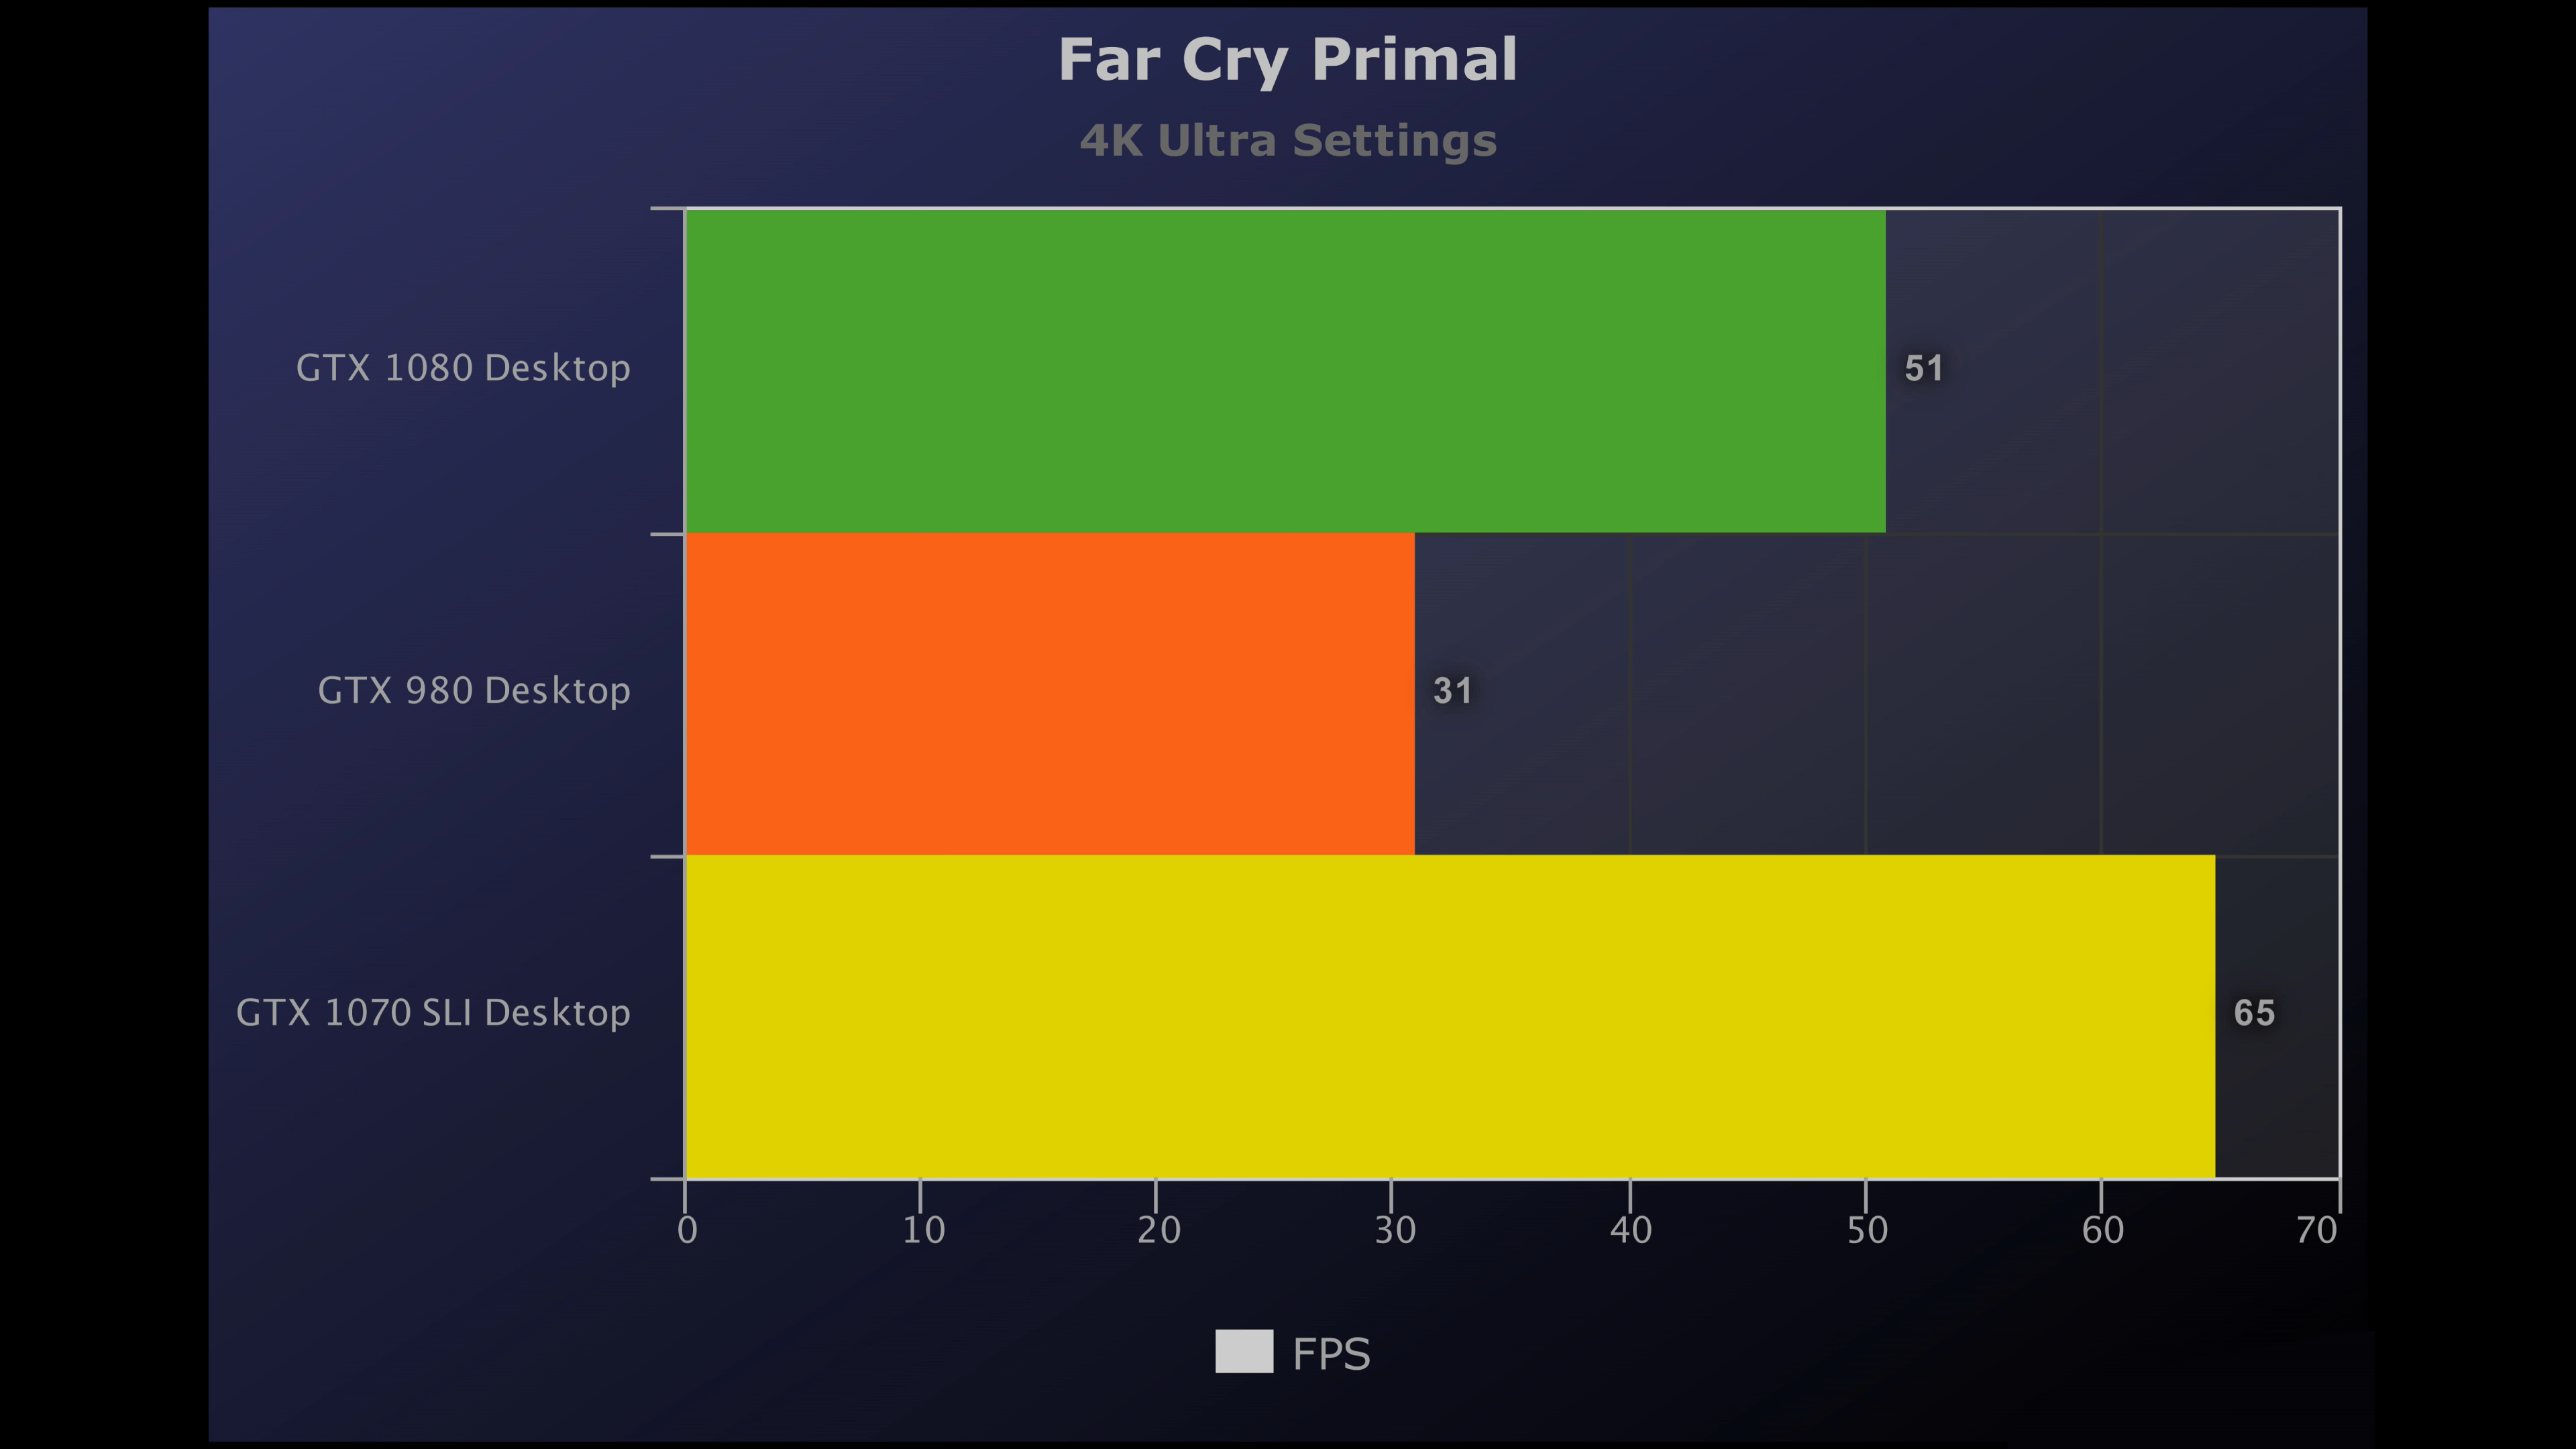 Far Cry Primal
4K Ultra Settings
GTX 1080 Desktop
51
GTX 980 Desktop
31
GTX 1070 SLI Desktop
65
0 10 20 30 40 50 60 70
FPS